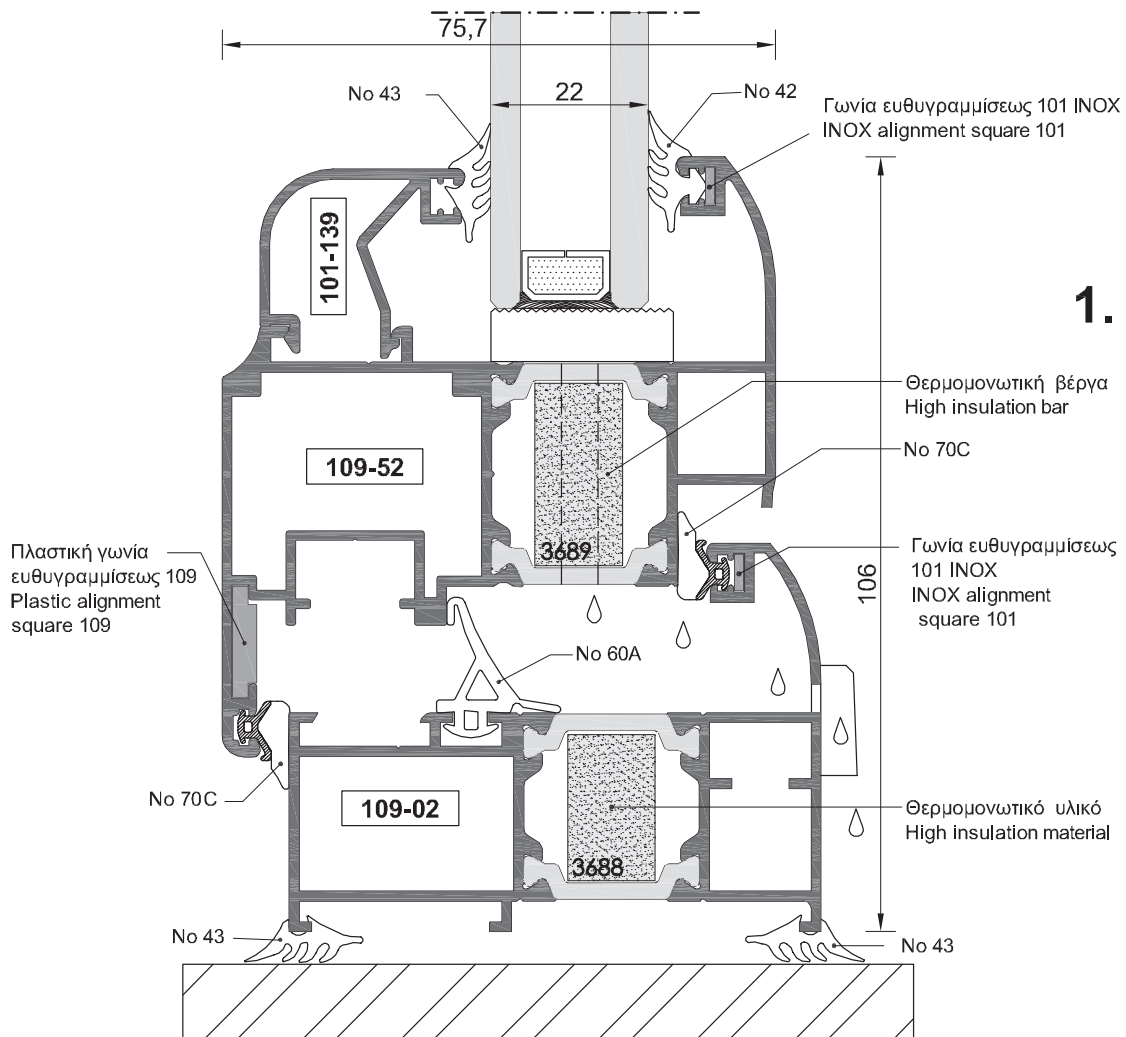 75,7
No 43
22
No 42
Γωνία ευθυγραμμίσεως 101 INOX
INOX alignment square 101
101-139
1.
Θερμομονωτική βέργα
High insulation bar
109-52
No 70C
3689
Πλαστική γωνία
ευθυγραμμίσεως 109
Plastic alignment
square 109
Γωνία ευθυγραμμίσεως
101 INOX
INOX alignment
square 101
106
No 60A
No 70C
109-02
Θερμομονωτικό υλικό
High insulation material
3688
No 43
No 43